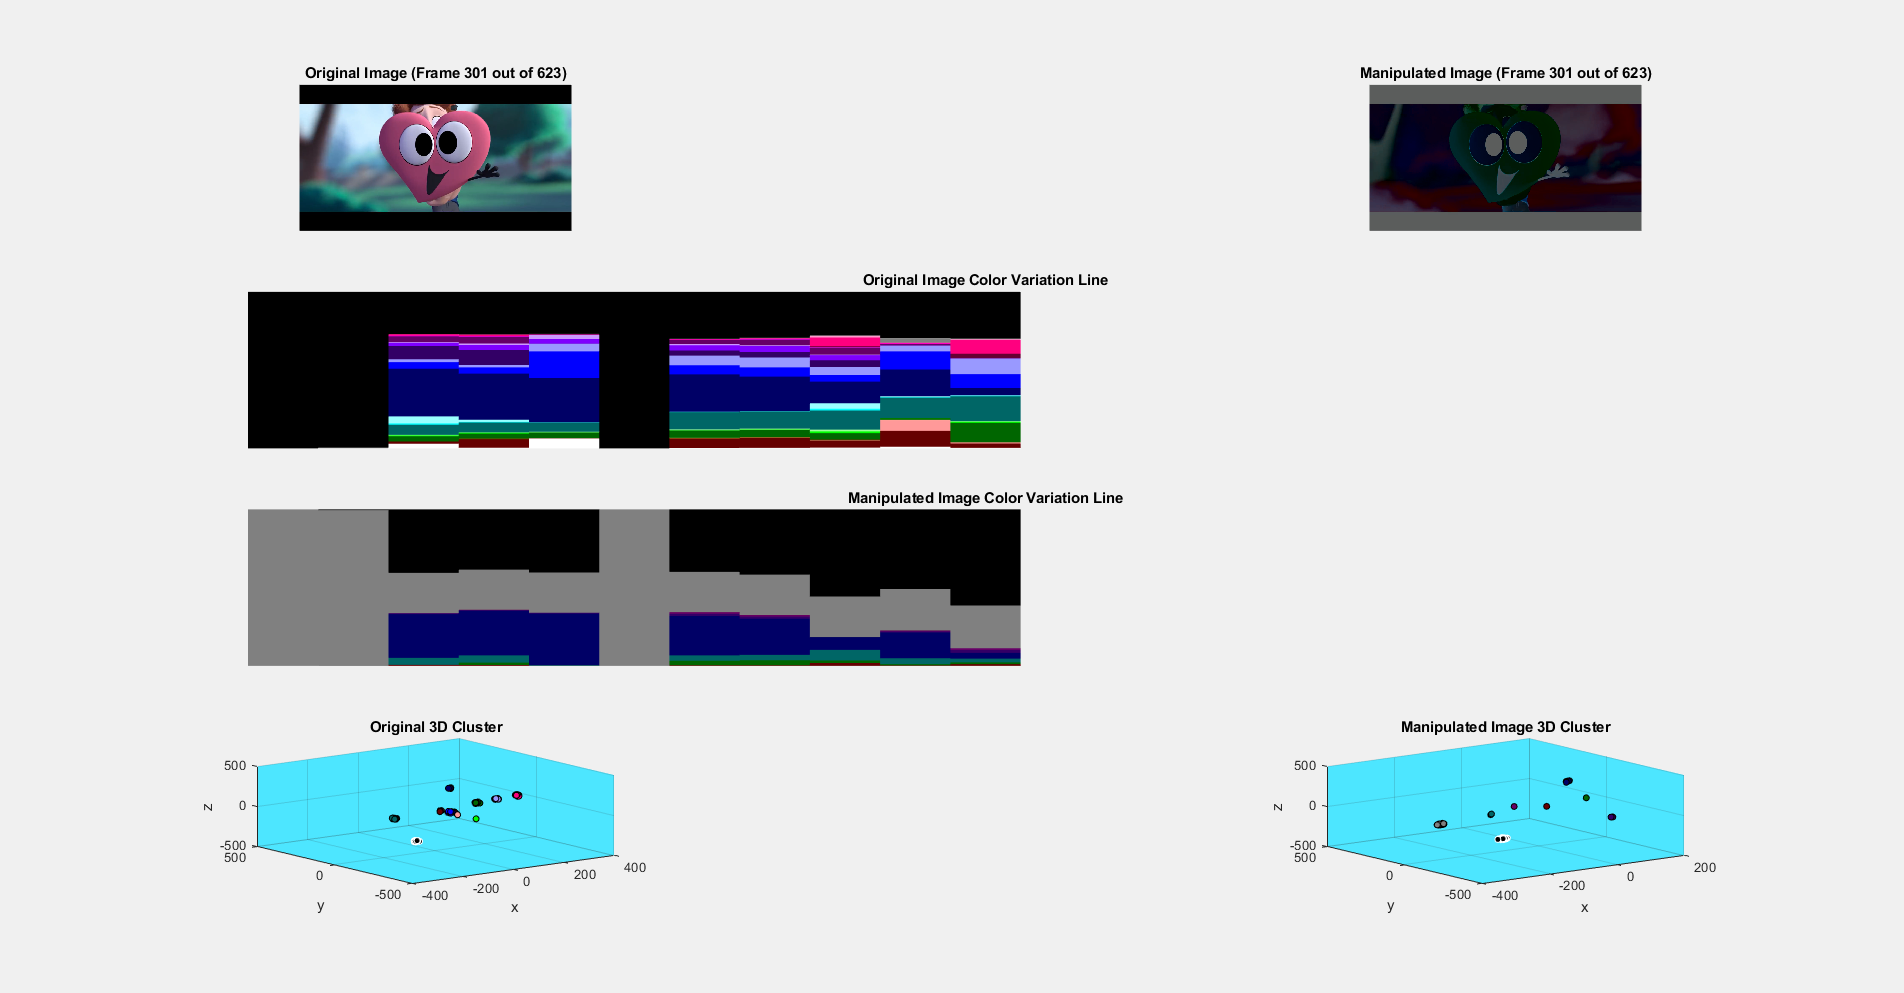 Original Image (Frame 301 out of 623)
Manipulated Image (Frame 301 out of 623)
Original Image Color Variation Line
Manipulated Image Color Variation Line
Original 3D Cluster
500
0
-500
z
500
0
-500
y
-400
-200
0
200
400
x
Manipulated Image 3D Cluster
500
0
-500
z
500
0
-500
y
-400
-200
0
200
x